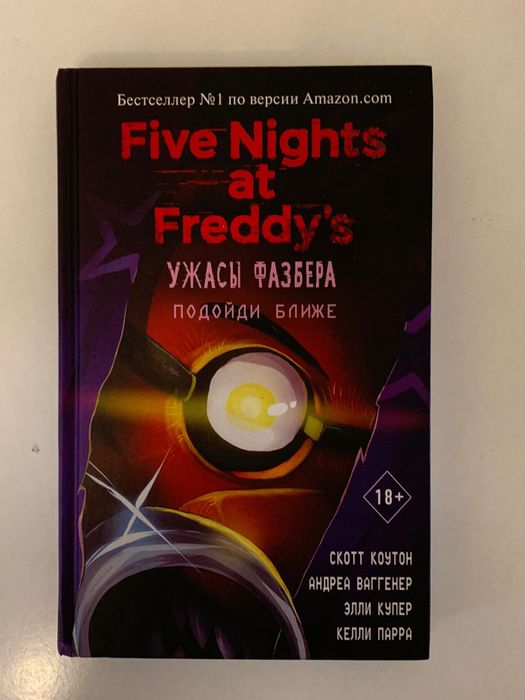 Бестселлер №1 по версии Amazon.com
Five Nights
at
Freddy's
УЖАСЫ ФАЗБЕРА
ПОДОЙДИ БЛИЖЕ
18+
СКОТТ КОУТОН
АНДРЕА ВАГГЕНЕР
ЭЛЛИ КУПЕР
КЕЛЛИ ПАРРА